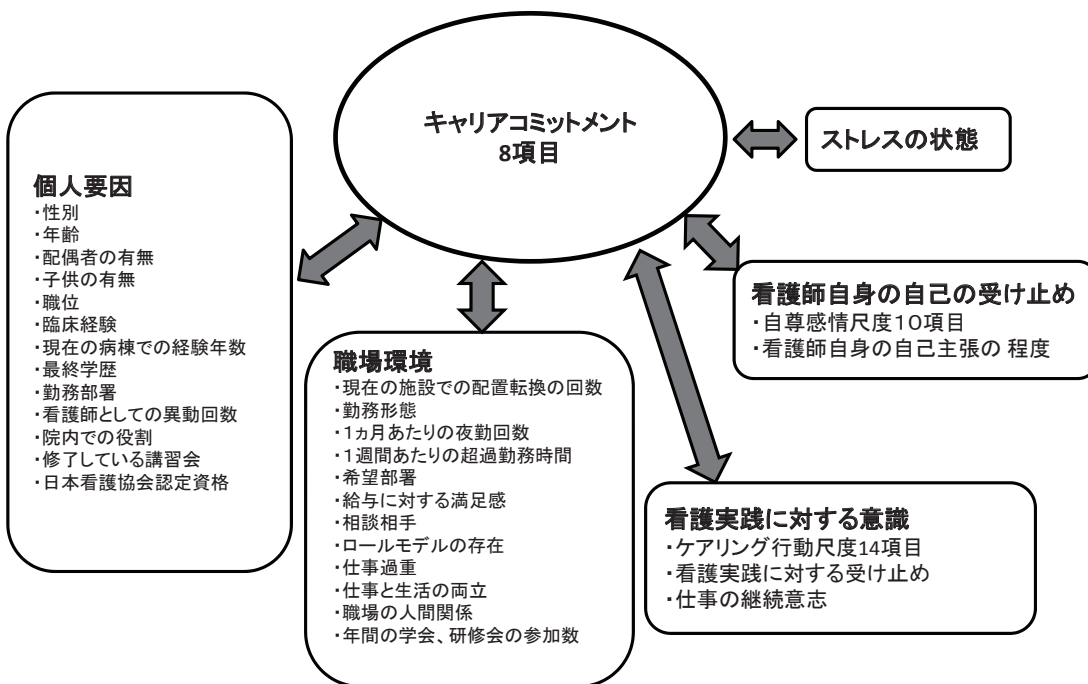 キャリアコミットメント
8項目
ストレスの状態
個人要因
・性別
・年齢
・配偶者の有無
・子供の有無
・職位
・臨床経験
・現在の病棟での経験年数
・最終学歴
・勤務部署
・看護師としての異動回数
・院内での役割
・修了している講習会
・日本看護協会認定資格
職場環境
・現在の施設での配置転換の回数
・勤務形態
・1ヵ月あたりの夜勤回数
・1週間あたりの超過勤務時間
・希望部署
・給与に対する満足感
・相談相手
・ロールモデルの存在
・仕事過重
・仕事と生活の両立
・職場の人間関係
・年間の学会、研修会の参加数
看護師自身の自己の受け止め
・自尊感情尺度10項目
・看護師自身の自己主張の 程度
看護実践に対する意識
・ケアリング行動尺度14項目
・看護実践に対する受け止め
・仕事の継続意志